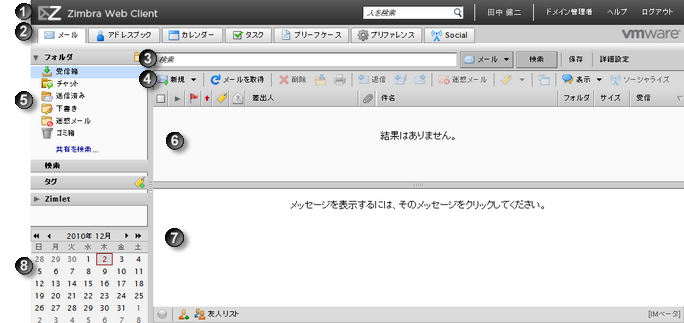 1 Zimbra Web Client 人を検索 田中 健二 ドメイン管理者 ヘルプ ログアウト
2 メール アドレスブック カレンダー タスク ブリーフケース プリファレンス Social vmware
3 検索 メール 検索 保存 詳細設定
4 新規 メールを取得 削除 返信 迷惑メール 表示 ソーシャライズ
差出人 件名 フォルダ サイズ 受信
フォルダ
受信箱
チャット
5 送信済み
下書き
迷惑メール
ゴミ箱
共有を検索...
検索
タグ
Zimlet
6 結果はありません。
メッセージを表示するには、そのメッセージをクリックしてください。
7
2010年 12月
日 月 火 水 木 金 土
28 29 30 1 2 3 4
8 5 6 7 8 9 10 11
12 13 14 15 16 17 18
19 20 21 22 23 24 25
26 27 28 29 30 31 1
2 3 4 5 6 7 8
友人リスト [IMベータ]